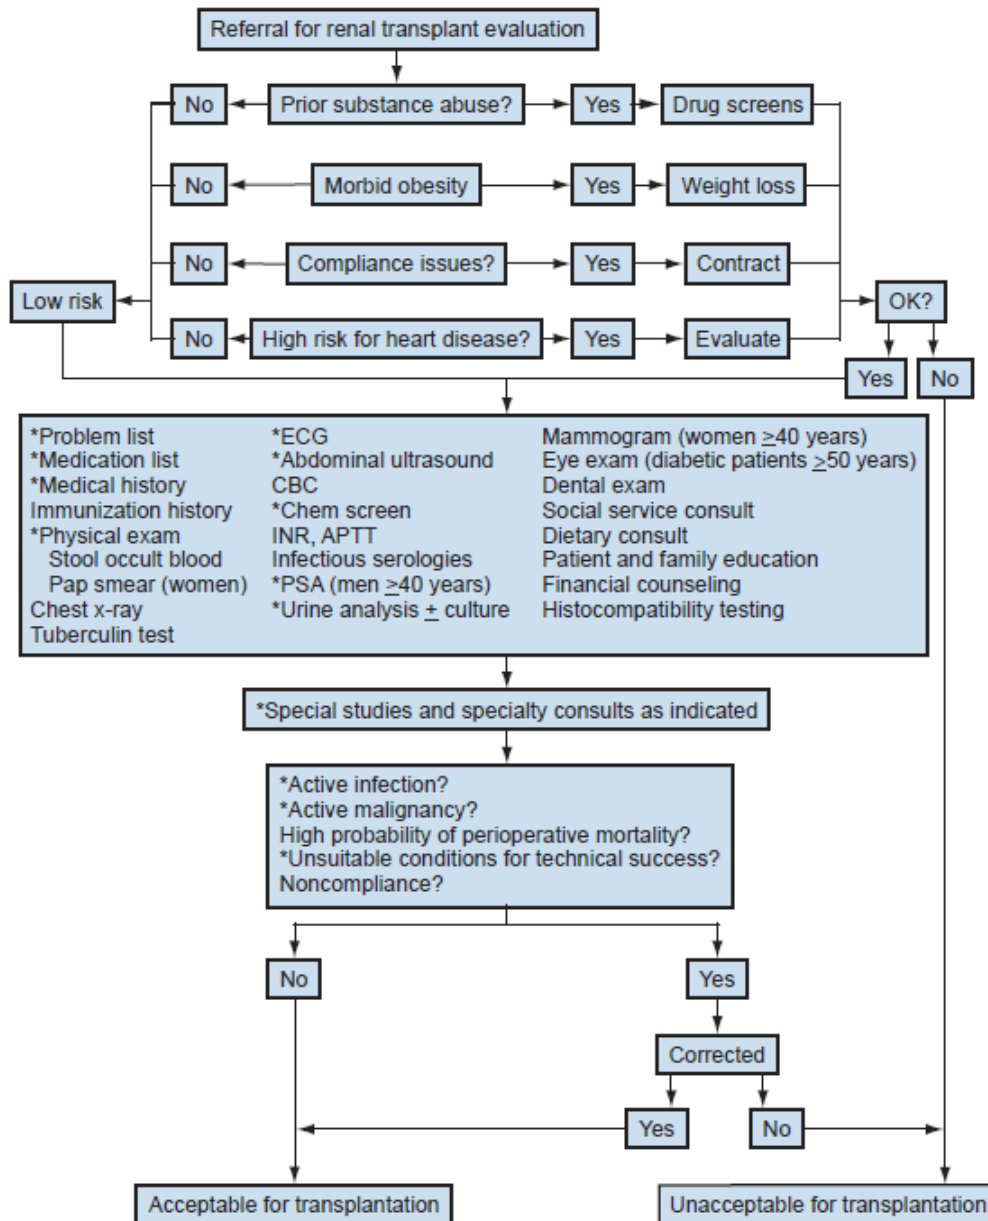 Referral for renal transplant evaluation
No
Prior substance abuse?
Yes
Drug screens
No
Morbid obesity
Yes
Weight loss
No
Compliance issues?
Yes
Contract
Low risk
OK?
No
High risk for heart disease?
Yes
Evaluate
Yes
No
*Problem list
*Medication list
*Medical history
Immunization history
*Physical exam
Stool occult blood
Pap smear (women)
Chest x-ray
Tuberculin test
*ECG
*Abdominal ultrasound
CBC
*Chem screen
INR, APTT
Infectious serologies
*PSA (men ≥40 years)
*Urine analysis ± culture
Mammogram (women ≥40 years)
Eye exam (diabetic patients ≥50 years)
Dental exam
Social service consult
Dietary consult
Patient and family education
Financial counseling
Histocompatibility testing
*Special studies and specialty consults as indicated
*Active infection?
*Active malignancy?
High probability of perioperative mortality?
*Unsuitable conditions for technical success?
Noncompliance?
No
Yes
Corrected
Yes
No
Acceptable for transplantation
Unacceptable for transplantation